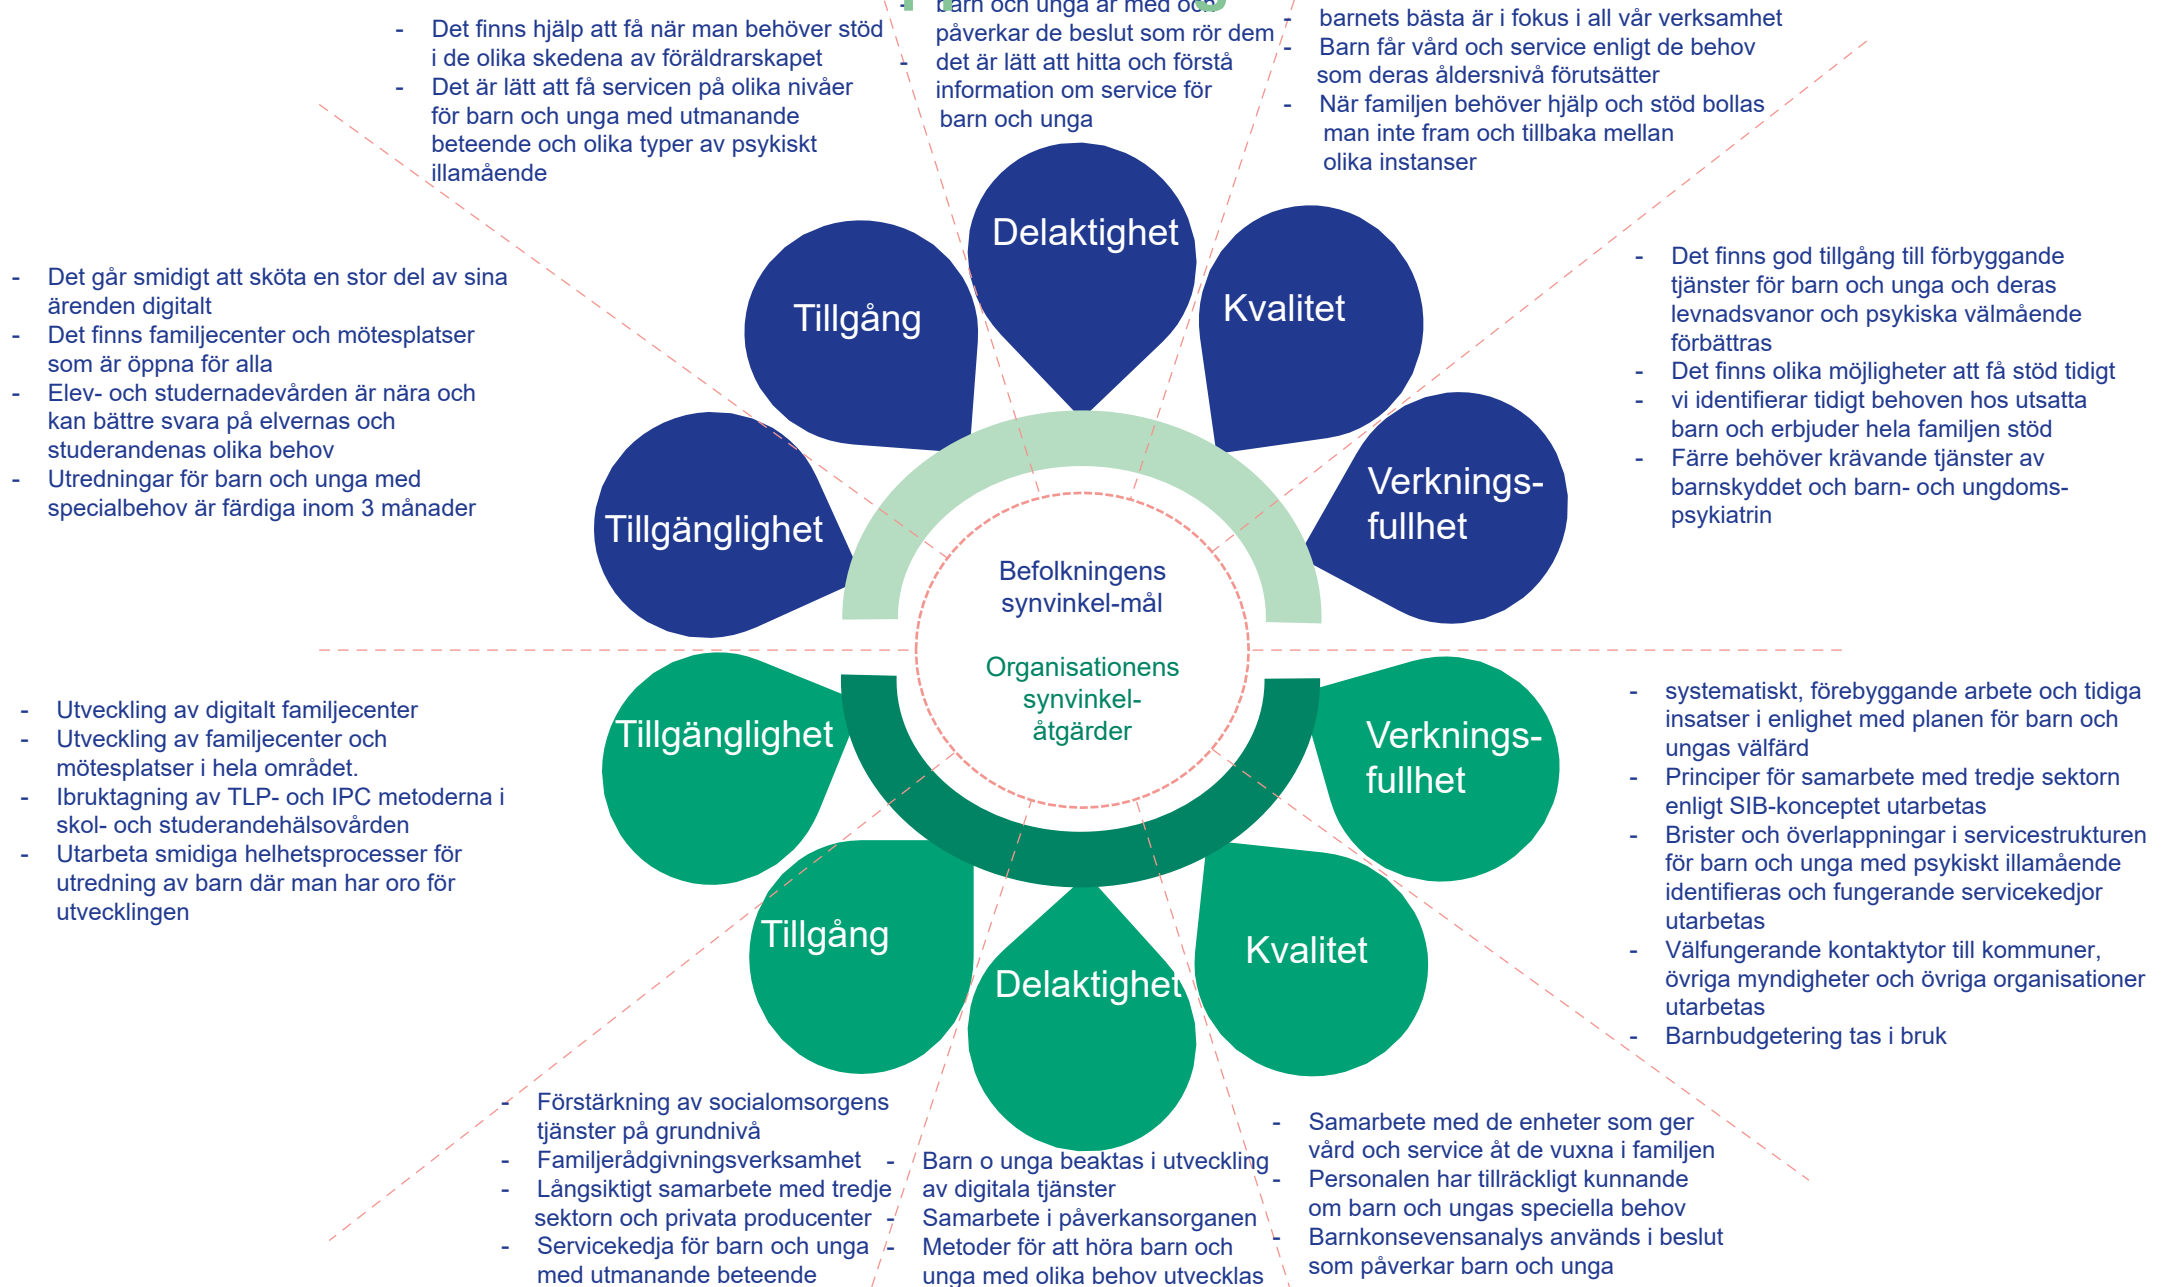 - Det finns hjälp att få när man behöver stöd
i de olika skedena av föräldrarskapet
- Det är lätt att få servicen på olika nivåer
för barn och unga med utmanande
beteende och olika typer av psykiskt
illamående
- barn och unga är med och
påverkar de beslut som rör dem
- det är lätt att hitta och förstå
information om service för
barn och unga
- barnets bästa är i fokus i all vår verksamhet
- Barn får vård och service enligt de behov
som deras åldersnivå förutsätter
- När familjen behöver hjälp och stöd bollas
man inte fram och tillbaka mellan
olika instanser
- Det går smidigt att sköta en stor del av sina
ärenden digitalt
- Det finns familjecenter och mötesplatser
som är öppna för alla
- Elev- och studernadevården är nära och
kan bättre svara på elvernas och
studerandenas olika behov
- Utredningar för barn och unga med
specialbehov är färdiga inom 3 månader
- Det finns god tillgång till förbyggande
tjänster för barn och unga och deras
levnadsvanor och psykiska välmående
förbättras
- Det finns olika möjligheter att få stöd tidigt
- vi identifierar tidigt behoven hos utsatta
barn och erbjuder hela familjen stöd
- Färre behöver krävande tjänster av
barnskyddet och barn- och ungdoms-
psykiatrin
Delaktighet
Tillgång
Kvalitet
Tillgänglighet
Verknings-
fullhet
Befolkningens
synvinkel-mål
Organisationens
synvinkel-
åtgärder
Tillgänglighet
Verknings-
fullhet
Tillgång
Delaktighet
Kvalitet
- Utveckling av digitalt familjecenter
- Utveckling av familjecenter och
mötesplatser i hela området.
- Ibruktagning av TLP- och IPC metoderna i
skol- och studerandehälsovården
- Utarbeta smidiga helhetsprocesser för
utredning av barn där man har oro för
utvecklingen
- systematiskt, förebyggande arbete och tidiga
insatser i enlighet med planen för barn och
ungas välfärd
- Principer för samarbete med tredje sektorn
enligt SIB-konceptet utarbetas
- Brister och överlappningar i servicestrukturen
för barn och unga med psykiskt illamående
identifieras och fungerande servicekedjor
utarbetas
- Välfungerande kontaktytor till kommuner,
övriga myndigheter och övriga organisationer
utarbetas
- Barnbudgetering tas i bruk
- Förstärkning av socialomsorgens
tjänster på grundnivå
- Familjerådgivningsverksamhet
- Långsiktigt samarbete med tredje
sektorn och privata producenter
- Servicekedja för barn och unga
med utmanande beteende
- Barn o unga beaktas i utveckling
av digitala tjänster
- Samarbete i påverkansorganen
- Metoder för att höra barn och
unga med olika behov utvecklas
- Samarbete med de enheter som ger
vård och service åt de vuxna i familjen
- Personalen har tillräckligt kunnande
om barn och ungas speciella behov
- Barnkonsevensanalys används i beslut
som påverkar barn och unga